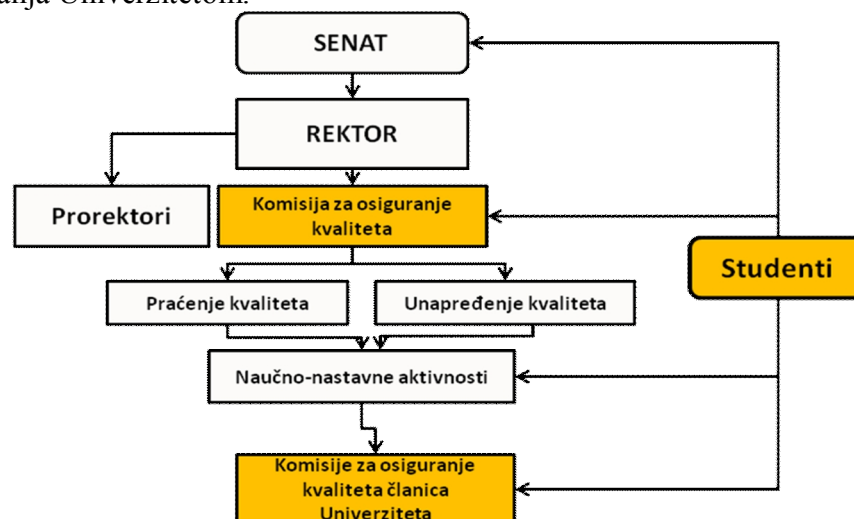 Univerzitetom.
SENAT
REKTOR
Prorektori
Komisija za osiguranje
kvaliteta
Studenti
Praćenje kvaliteta
Unapređenje kvaliteta
Naučno-nastavne aktivnosti
Komisije za osiguranje
kvaliteta članica
Univerziteta